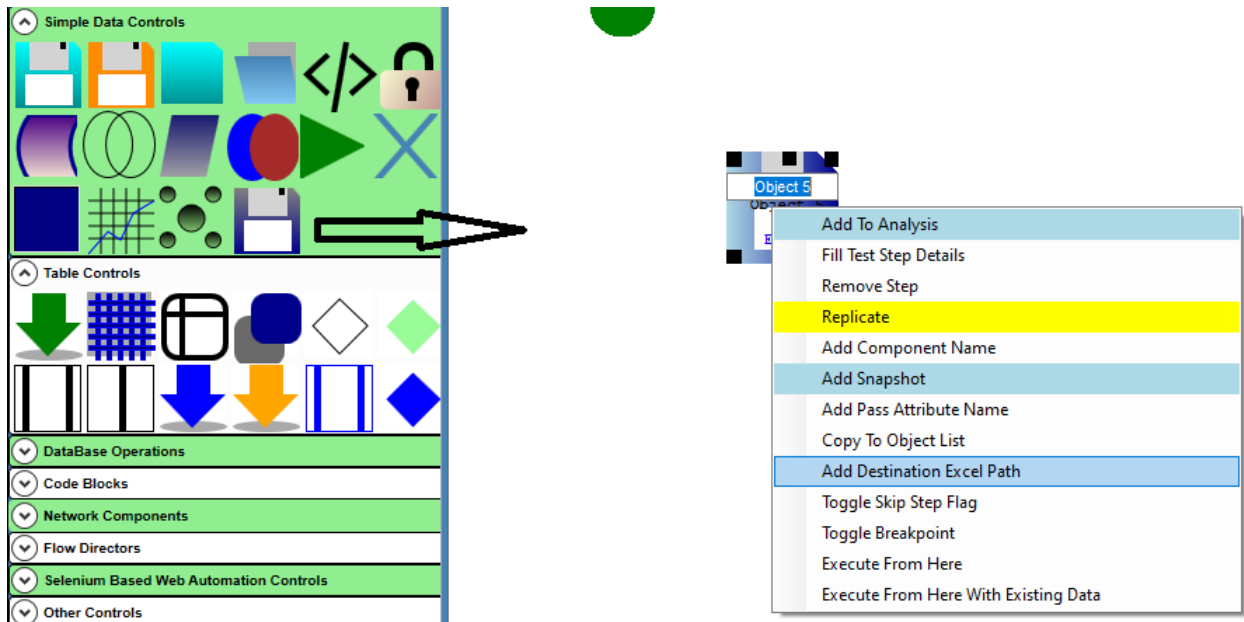 Simple Data Controls
</>
Table Controls
DataBase Operations
Code Blocks
Network Components
Flow Directors
Selenium Based Web Automation Controls
Other Controls
Object 5
Add To Analysis
Fill Test Step Details
Remove Step
Replicate
Add Component Name
Add Snapshot
Add Pass Attribute Name
Copy To Object List
Add Destination Excel Path
Toggle Skip Step Flag
Toggle Breakpoint
Execute From Here
Execute From Here With Existing Data